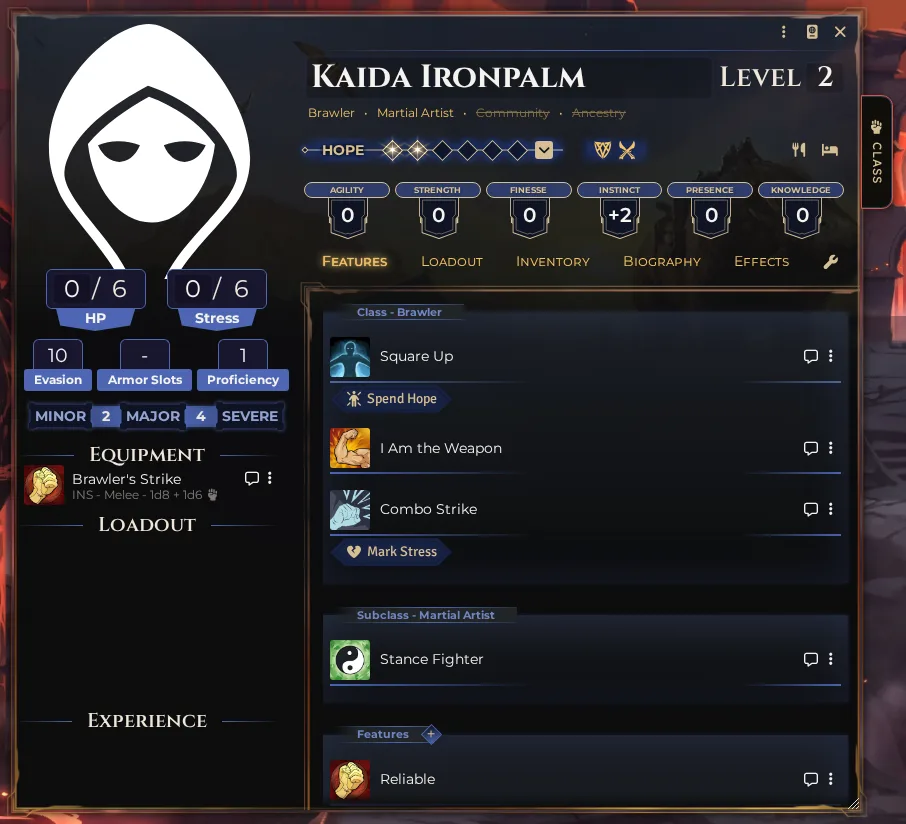 Kaida Ironpalm
Level 2
Brawler • Martial Artist • Community • Ancestry
HOPE
AGILITY STRENGTH FINESSE INSTINCT PRESENCE KNOWLEDGE
0 0 0 +2 0 0
Features Loadout Inventory Biography Effects
CLASS
0 / 6 0 / 6
HP Stress
10 - 1
Evasion Armor Slots Proficiency
MINOR 2 MAJOR 4 SEVERE
Equipment
Brawler's Strike
INS - Melee - 1d8 + 1d6
Loadout
Experience
Class - Brawler
Square Up
Spend Hope
I Am the Weapon
Combo Strike
Mark Stress
Subclass - Martial Artist
Stance Fighter
Features +
Reliable